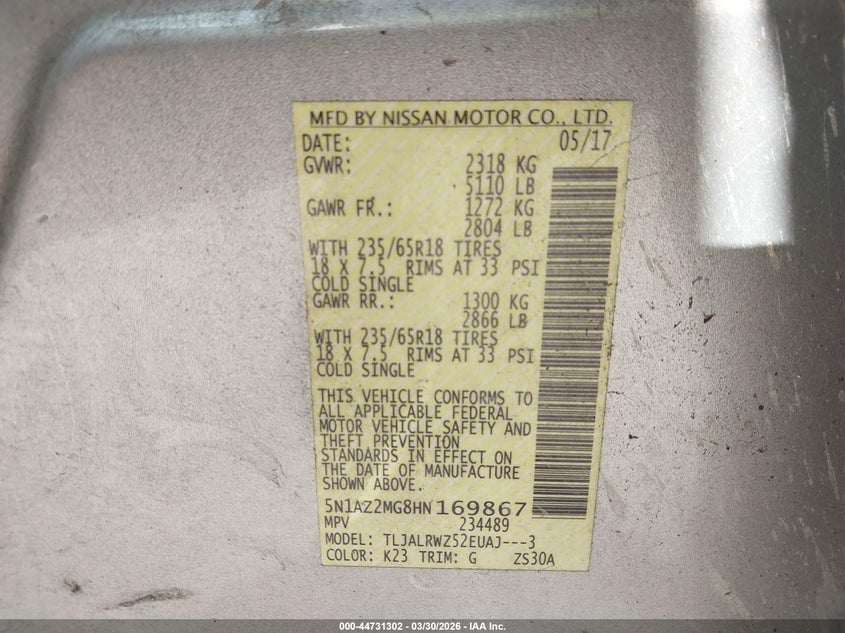 MFD BY NISSAN MOTOR CO., LTD.
DATE: 05/17
GVWR: 2318 KG
5110 LB
GAWR FR.: 1272 KG
2804 LB
WITH 235/65R18 TIRES
18 X 7.5 RIMS AT 33 PSI
COLD SINGLE
GAWR RR.: 1300 KG
2866 LB
WITH 235/65R18 TIRES
18 X 7.5 RIMS AT 33 PSI
COLD SINGLE
THIS VEHICLE CONFORMS TO
ALL APPLICABLE FEDERAL
MOTOR VEHICLE SAFETY AND
THEFT PREVENTION
STANDARDS IN EFFECT ON
THE DATE OF MANUFACTURE
SHOWN ABOVE.
5N1AZ2MG8HN169867
MPV 234489
MODEL: TLJALRWZ52EUAJ---3
COLOR: K23 TRIM: G ZS30A
000-44731302 — 03/30/2026 — IAA Inc.